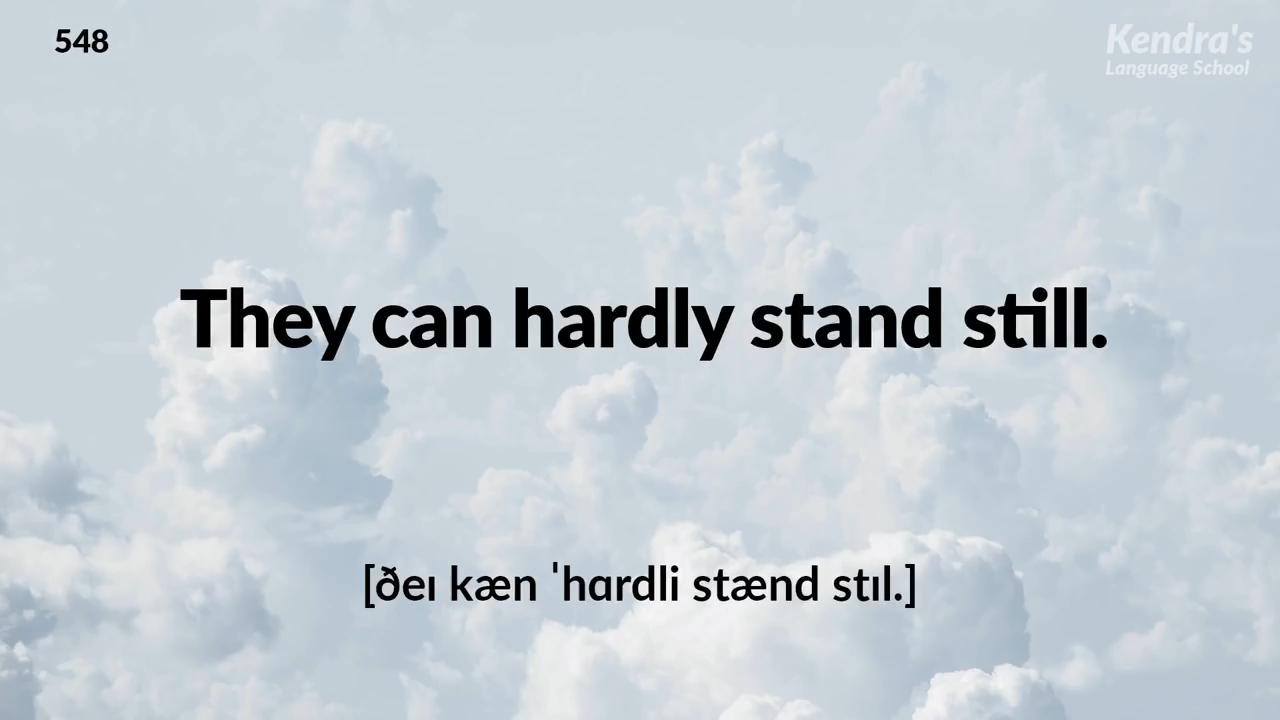 548
Kendra's
Language School
They can hardly stand still.
[ðeɪ kæn ˈhɑrdli stænd stɪl.]